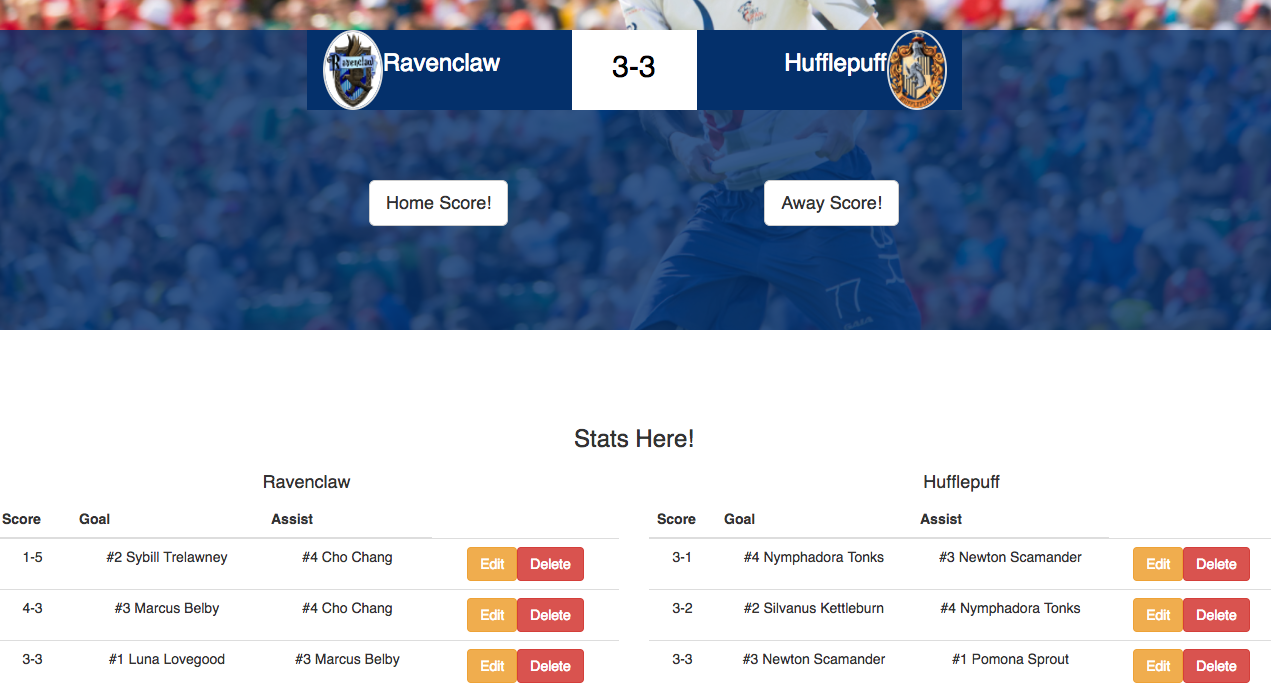 Ravenclaw
Ravenclaw 3-3 Hufflepuff
HUFFLEPUFF
77
Home Score! Away Score!
Stats Here!
Ravenclaw Hufflepuff
Score Goal Assist Score Goal Assist
1-5 #2 Sybill Trelawney #4 Cho Chang Edit Delete 3-1 #4 Nymphadora Tonks #3 Newton Scamander Edit Delete
4-3 #3 Marcus Belby #4 Cho Chang Edit Delete 3-2 #2 Silvanus Kettleburn #4 Nymphadora Tonks Edit Delete
3-3 #1 Luna Lovegood #3 Marcus Belby Edit Delete 3-3 #3 Newton Scamander #1 Pomona Sprout Edit Delete